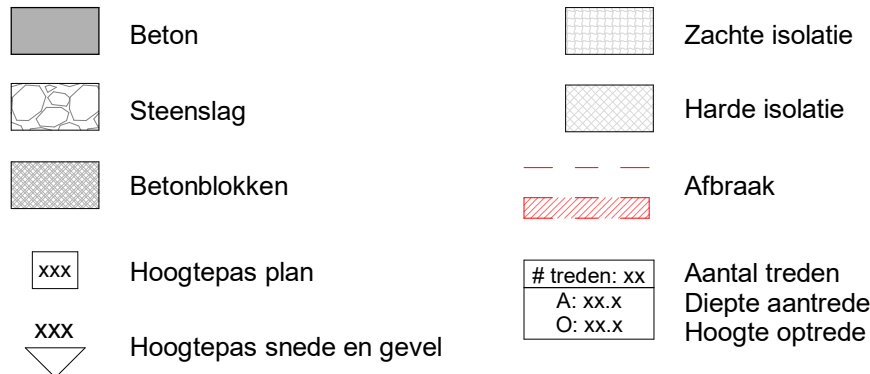 Beton
Steenslag
Betonblokken
xxx
Hoogtepas plan
xxx
Hoogtepas snede en gevel
Zachte isolatie
Harde isolatie
Afbraak
# treden: xx
A: xx.x
O: xx.x
Aantal treden
Diepte aantrede
Hoogte optrede